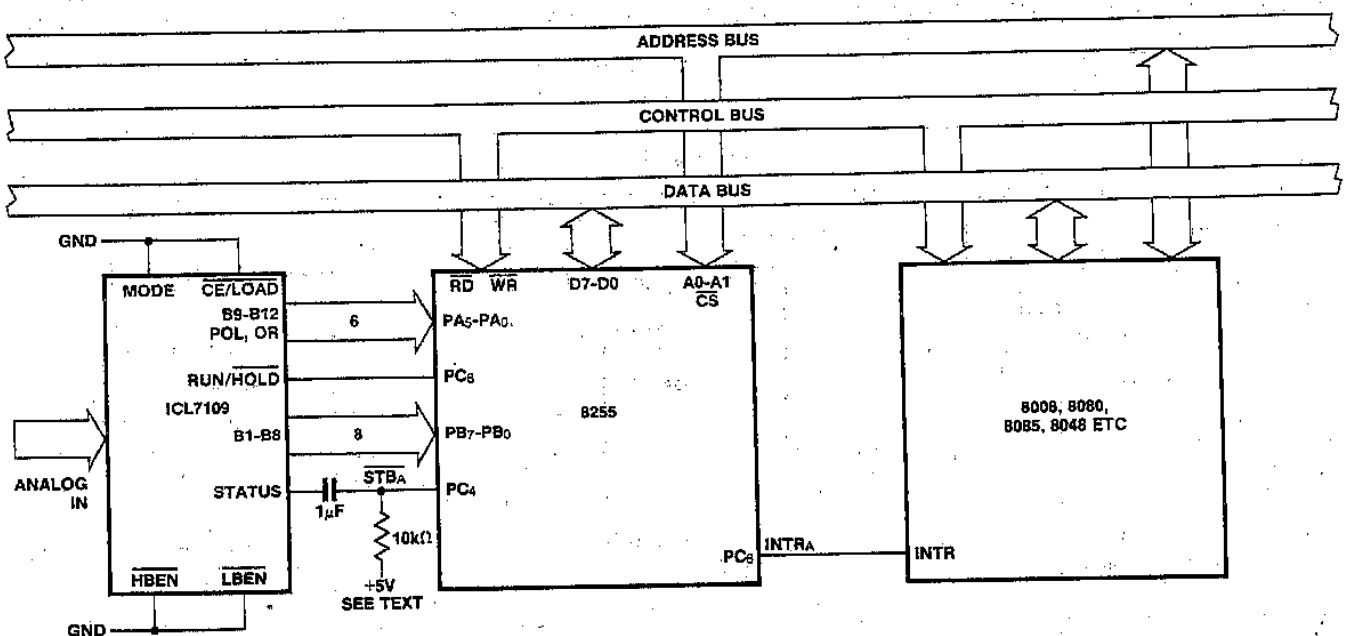 ADDRESS BUS
CONTROL BUS
DATA BUS
GND
MODE
CE/LOAD
B9-B12
POL, OR
6
RUN/HOLD
ICL7109
B1-B8
8
ANALOG
IN
STATUS
1μF
STBA
10kΩ
+5V
SEE TEXT
HBEN
LBEN
GND
RD
WR
D7-D0
A0-A1
CS
PA5-PA0
PC6
8255
PB7-PB0
PC4
PC6
INTRA
INTR
8008, 8080,
8085, 8048 ETC